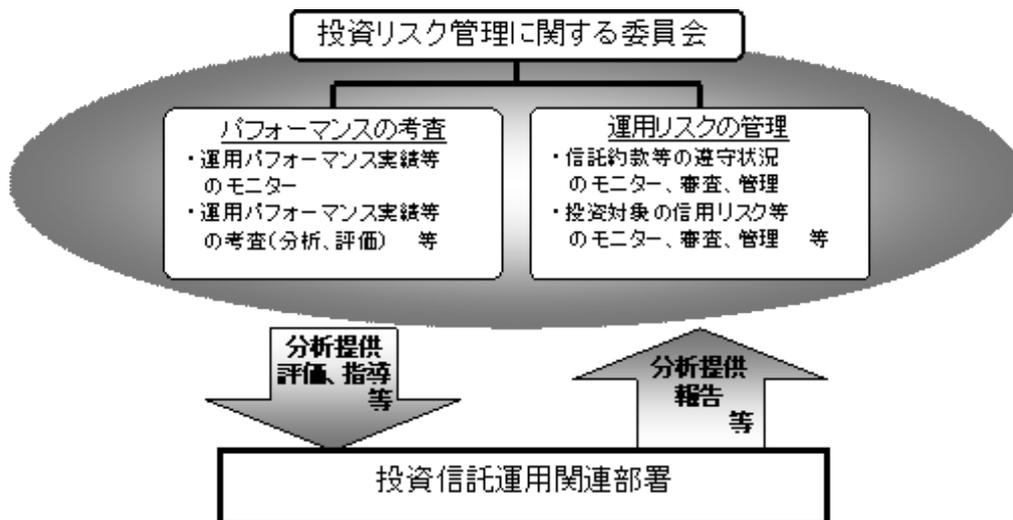 投資リスク管理に関する委員会
パフォーマンスの考査
・運用パフォーマンス実績等
のモニター
・運用パフォーマンス実績等
の考査(分析、評価) 等
運用リスクの管理
・信託約款等の遵守状況
のモニター、審査、管理
・投資対象の信用リスク等
のモニター、審査、管理 等
分析提供
評価、指導
等
分析提供
報告
等
投資信託運用関連部署